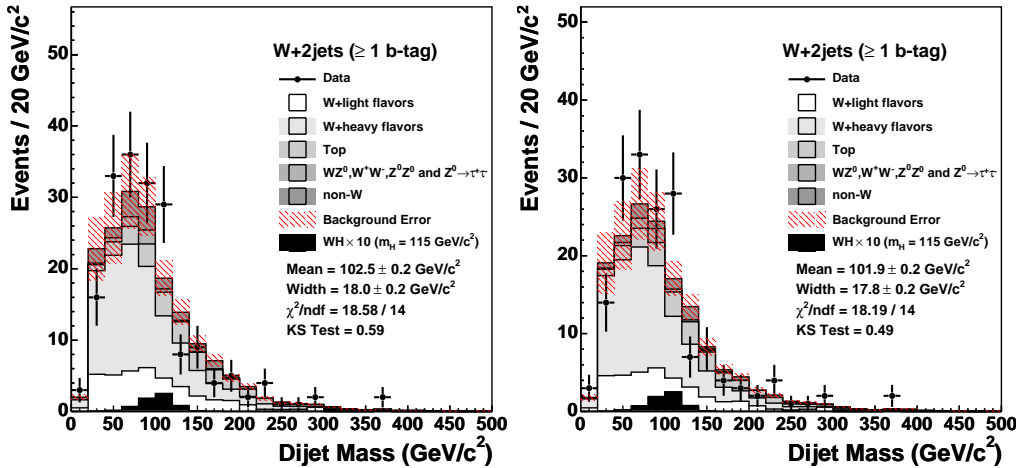 Events / 20 GeV/c²
50
40
30
20
10
0
W+2jets (≥ 1 b-tag)
Data
W+light flavors
W+heavy flavors
Top
WZ⁰,W⁺W⁻,Z⁰Z⁰ and Z⁰→τ⁺τ⁻
non-W
Background Error
WH × 10 (m_H = 115 GeV/c²)
Mean = 102.5 ± 0.2 GeV/c²
Width = 18.0 ± 0.2 GeV/c²
χ²/ndf = 18.58 / 14
KS Test = 0.59
0 50 100 150 200 250 300 350 400 450 500
Dijet Mass (GeV/c²)
Events / 20 GeV/c²
50
40
30
20
10
0
W+2jets (≥ 1 b-tag)
Data
W+light flavors
W+heavy flavors
Top
WZ⁰,W⁺W⁻,Z⁰Z⁰ and Z⁰→τ⁺τ⁻
non-W
Background Error
WH × 10 (m_H = 115 GeV/c²)
Mean = 101.9 ± 0.2 GeV/c²
Width = 17.8 ± 0.2 GeV/c²
χ²/ndf = 18.19 / 14
KS Test = 0.49
0 50 100 150 200 250 300 350 400 450 500
Dijet Mass (GeV/c²)